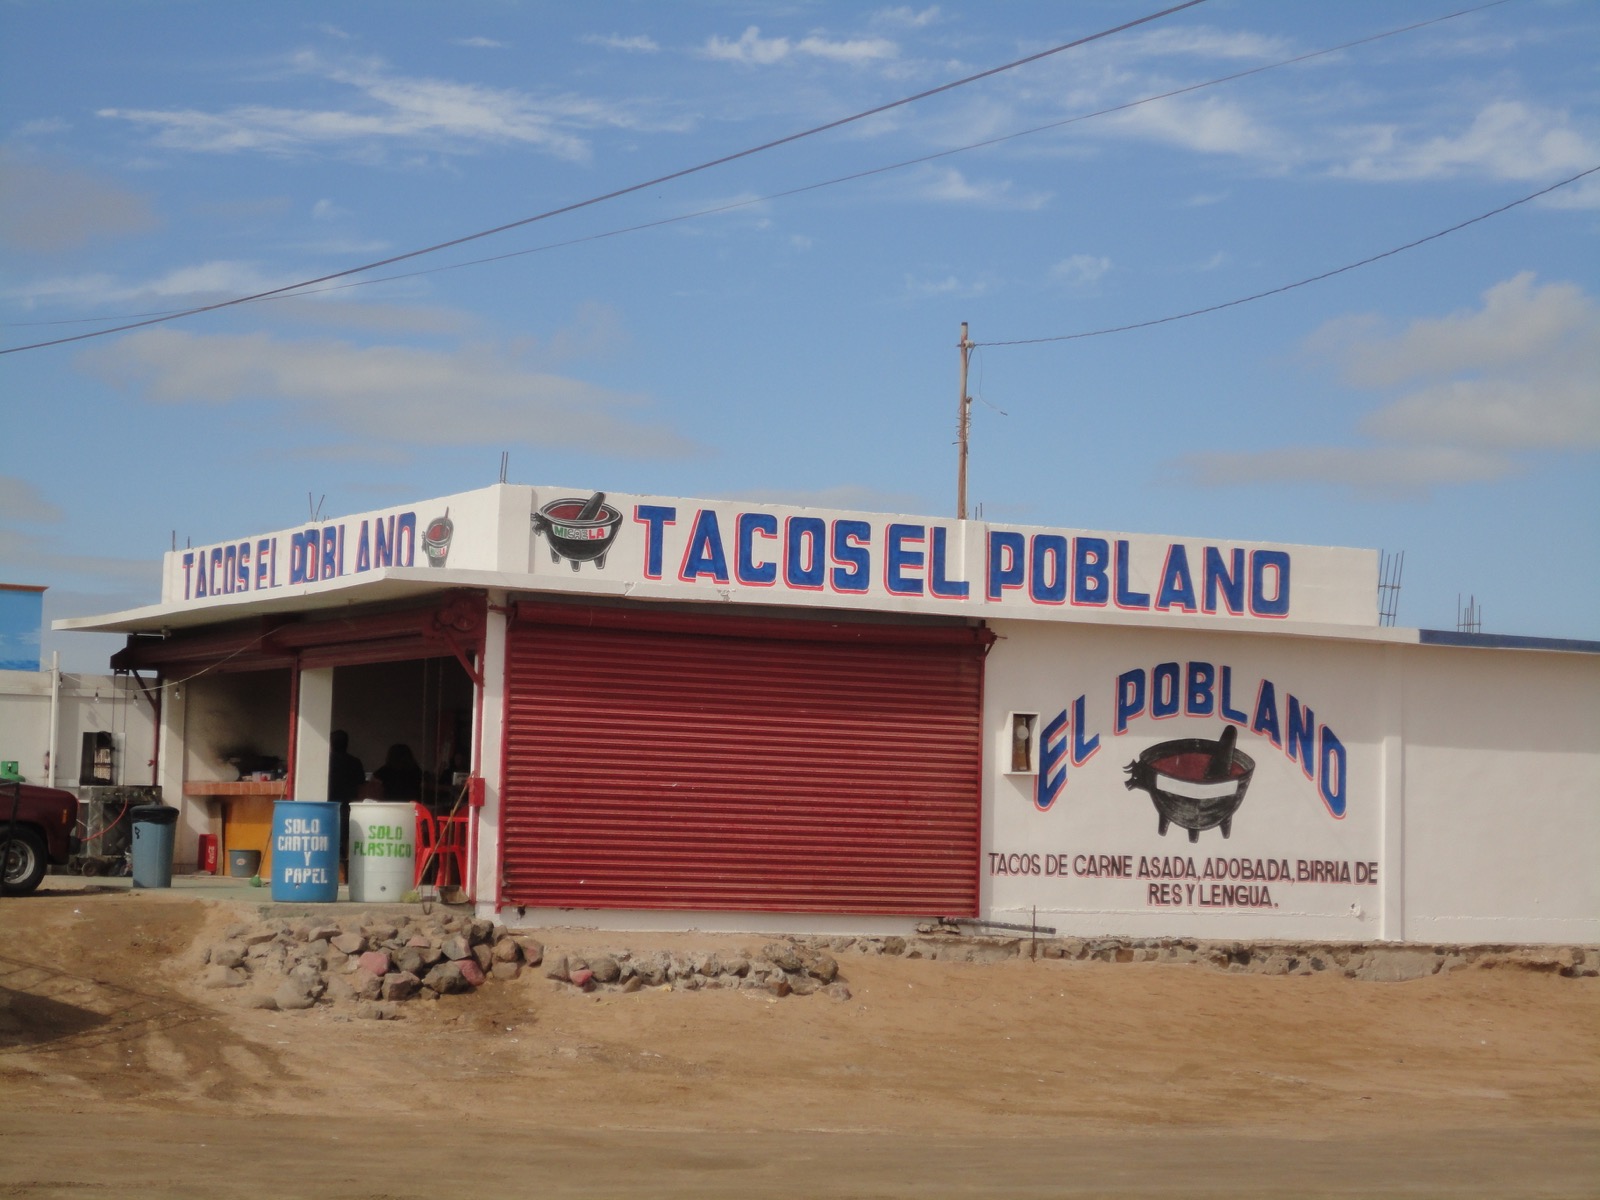 TACOS EL POBLANO
TACOS EL POBLANO
EL POBLANO
TACOS DE CARNE ASADA, ADOBADA, BIRRIA DE
RES Y LENGUA.
SOLO
CARTON
Y
PAPEL
SOLO
PLASTICO